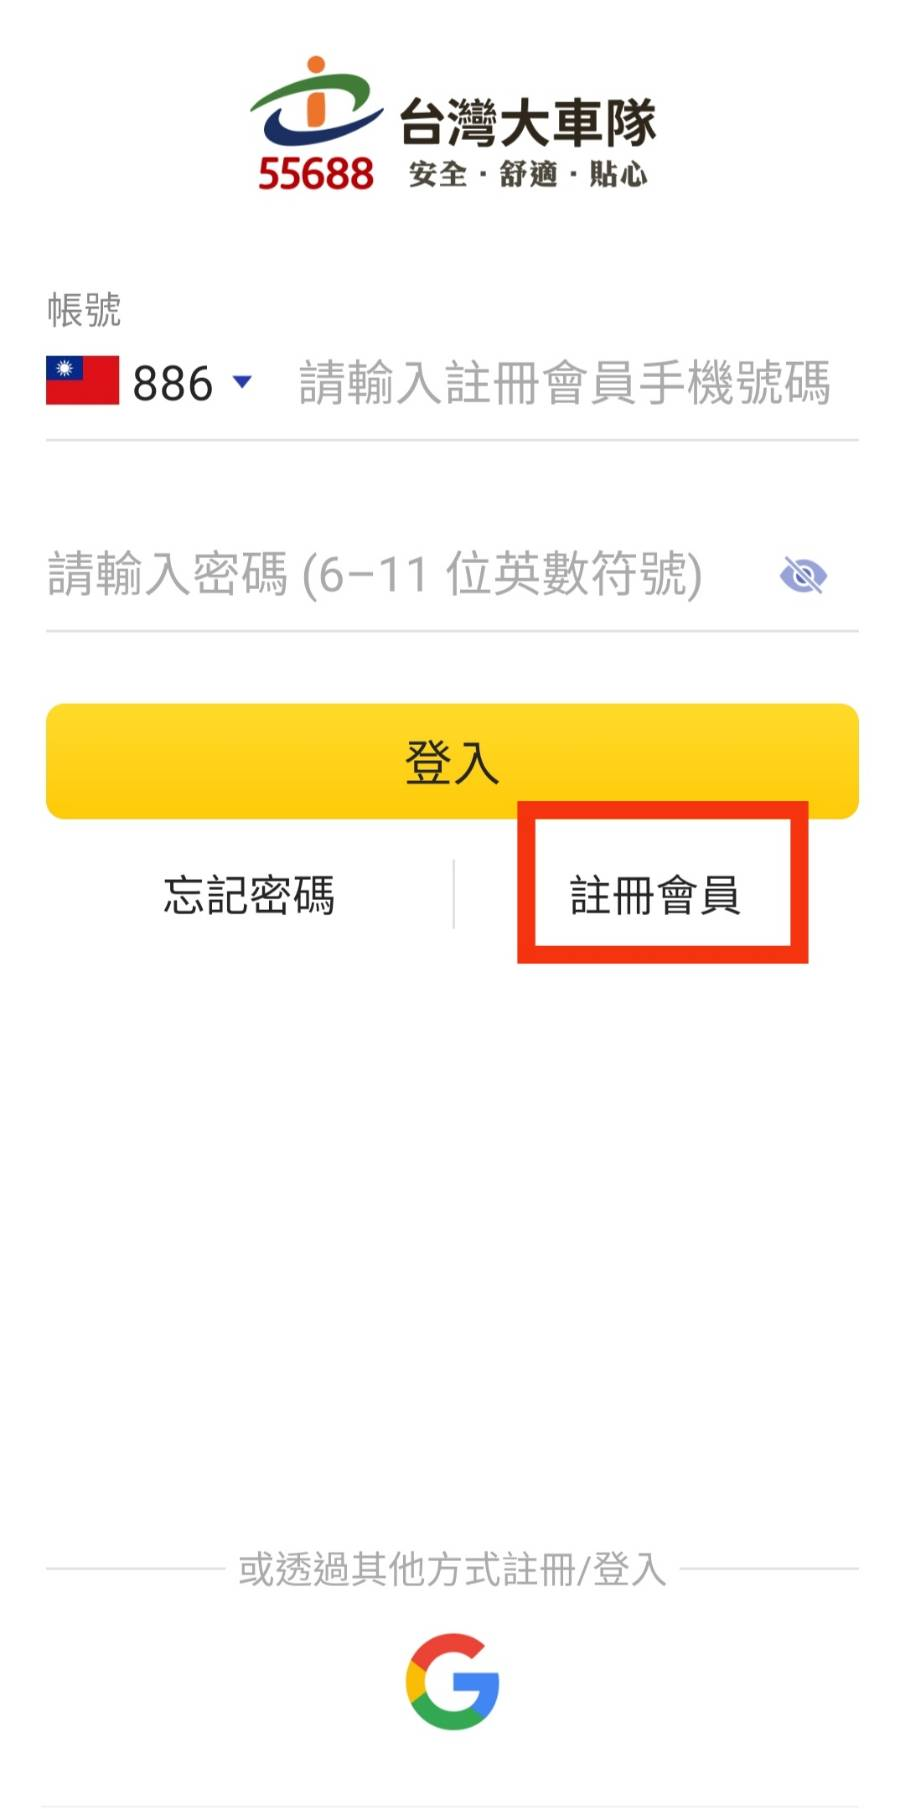 55688
台灣大車隊
安全・舒適・貼心
帳號
886 請輸入註冊會員手機號碼
請輸入密碼 (6–11 位英數符號)
登入
忘記密碼 註冊會員
或透過其他方式註冊/登入